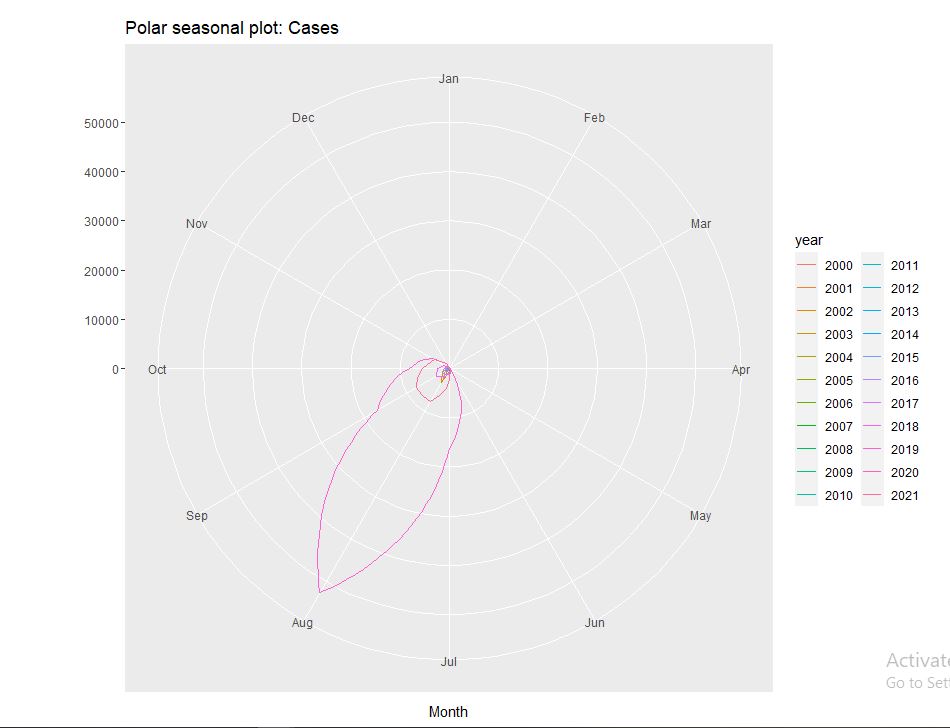 Polar seasonal plot: Cases
Jan
Dec Feb
50000
40000
30000
Nov Mar
20000
10000
0
Oct Apr
Sep May
Aug Jun
Jul
Month
year
2000 2011
2001 2012
2002 2013
2003 2014
2004 2015
2005 2016
2006 2017
2007 2018
2008 2019
2009 2020
2010 2021
Activate
Go to Sett